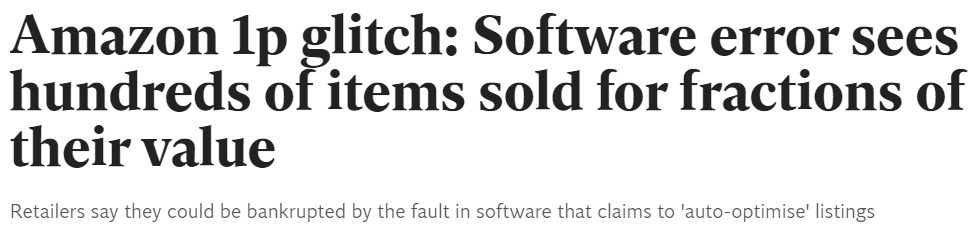 Amazon 1p glitch: Software error sees
hundreds of items sold for fractions of
their value
Retailers say they could be bankrupted by the fault in software that claims to 'auto-optimise' listings